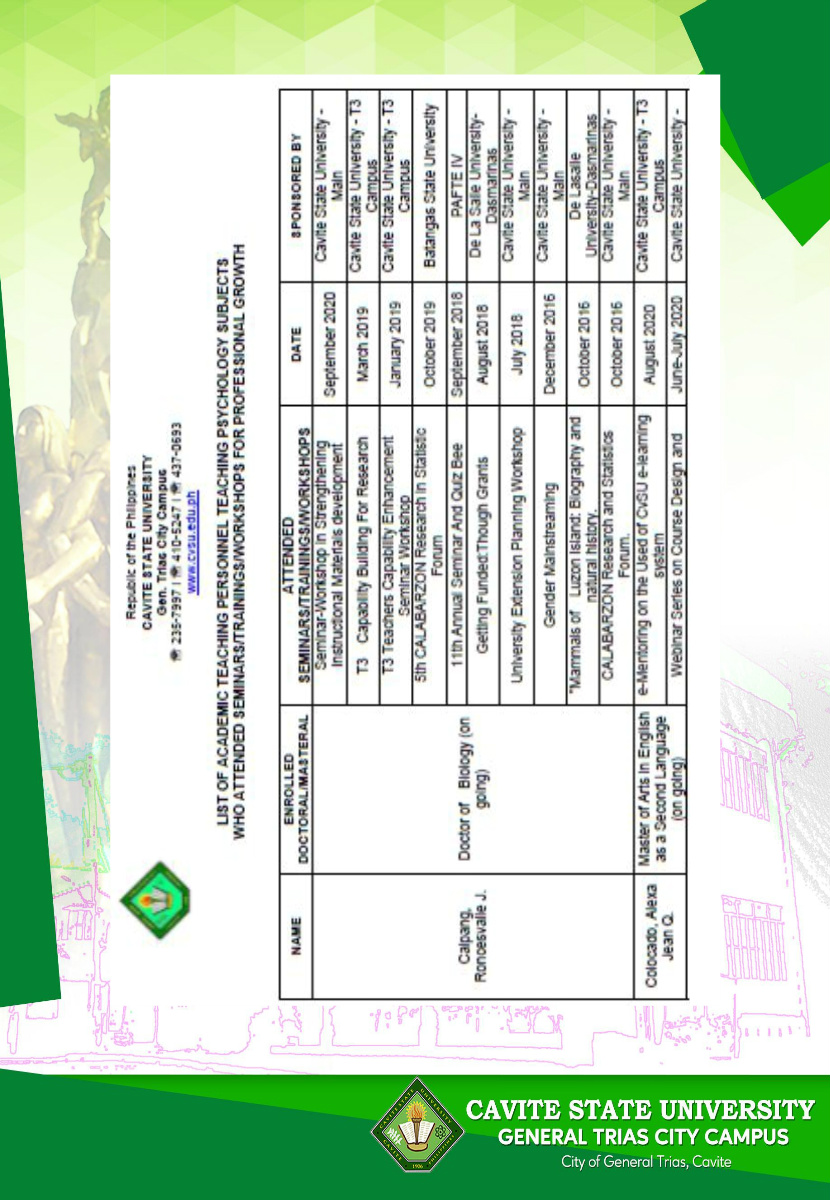 Republic of the Philippines
CAVITE STATE UNIVERSITY
Gen. Trias City Campus
☎ 235-7997 I ☎ 410-5247 I ☎ 437-0693
www.cvsu.edu.ph
LIST OF ACADEMIC TEACHING PERSONNEL TEACHING PSYCHOLOGY SUBJECTS
WHO ATTENDED SEMINARS/TRAININGS/WORKSHOPS FOR PROFESSIONAL GROWTH
NAME
ENROLLED
DOCTORAL/MASTERAL
ATTENDED
SEMINARS/TRAININGS/WORKSHOPS
DATE
SPONSORED BY
Calpang,
Roncesvalle J.
Doctor of Biology (on
going)
Seminar-Workshop in Strengthening
Instructional Materials development
September 2020
Cavite State University -
Main
T3 Capability Building For Research
March 2019
Cavite State University - T3
Campus
T3 Teachers Capability Enhancement
Seminar Workshop
January 2019
Cavite State University - T3
Campus
5th CALABARZON Research In Statistic
Forum
October 2019
Batangas State University
11th Annual Seminar And Quiz Bee
September 2018
PAFTE IV
Getting Funded:Though Grants
August 2018
De La Salle University-
Dasmarinas
University Extension Planning Workshop
July 2018
Cavite State University -
Main
Gender Mainstreaming
December 2016
Cavite State University -
Main
"Mammals of Luzon Island: Biography and
natural history.
October 2016
De Lasalle
University-Dasmarinas
CALABARZON Research and Statistics
Forum.
October 2016
Cavite State University -
Main
Colocado, Alexa
Jean Q.
Master of Arts in English
as a Second Language
(on going)
e-Mentoring on the Used of CvSU e-learning
system
August 2020
Cavite State University - T3
Campus
Webinar Series on Course Design and
June-July 2020
Cavite State University -
CAVITE STATE UNIVERSITY
GENERAL TRIAS CITY CAMPUS
City of General Trias, Cavite